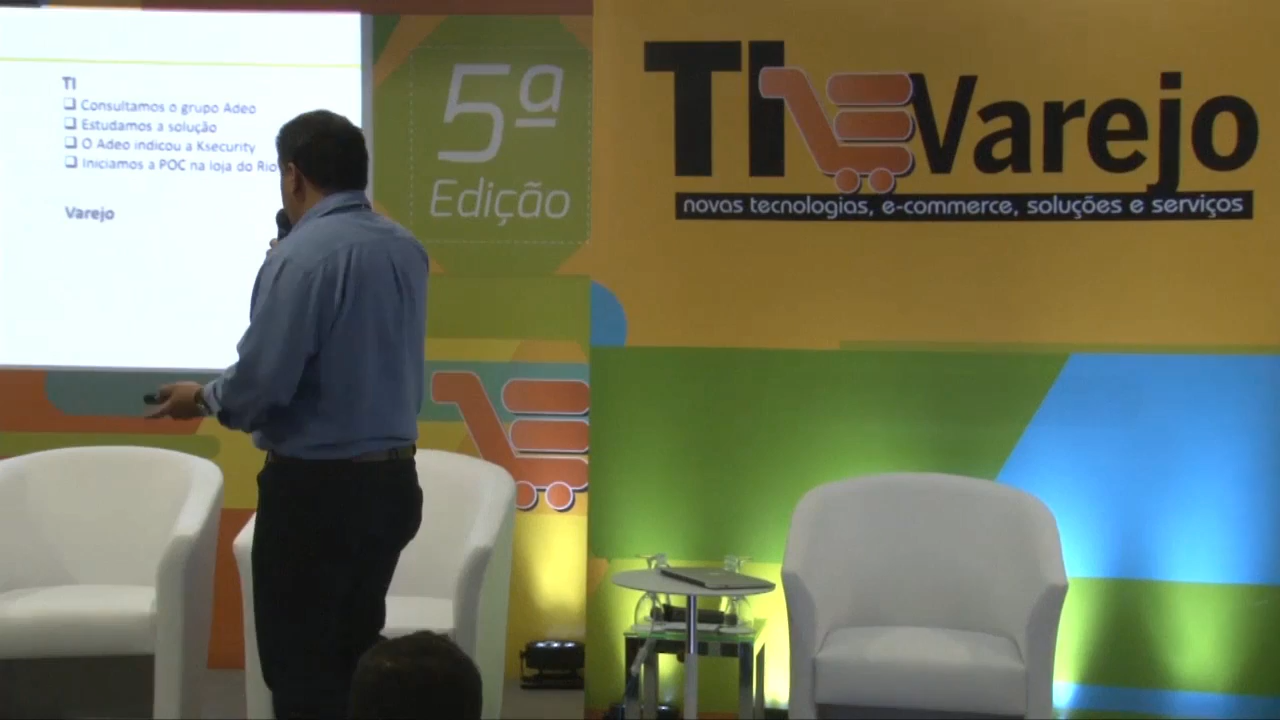 TI
Consultamos o grupo Adeo
Estudamos a solução
O Adeo indicou a Ksecurity
Iniciamos a POC na loja do Rio
Varejo
5ª
Edição
TI Varejo
novas tecnologias, e-commerce, soluções e serviços